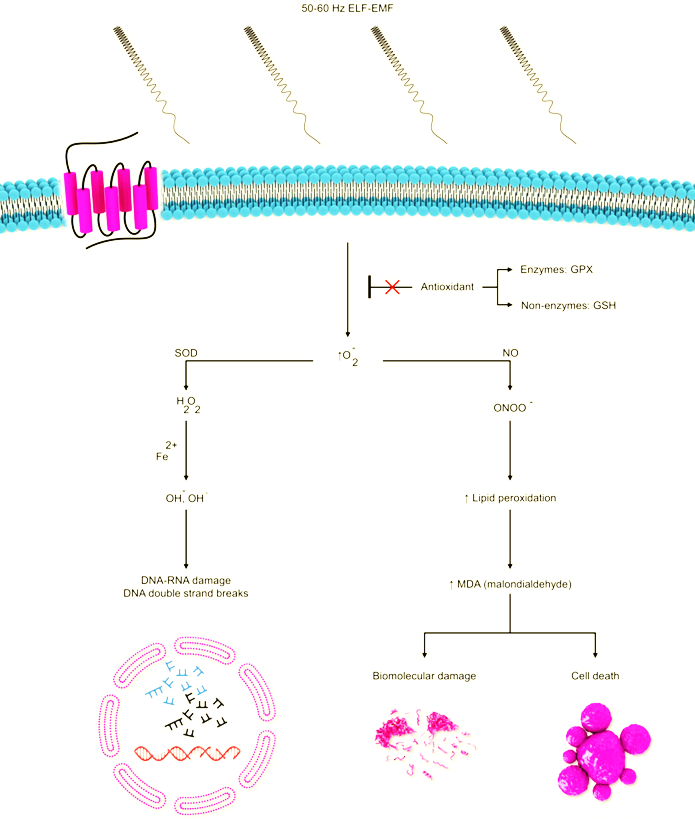 50-60 Hz ELF-EMF
Enzymes: GPX
Antioxidant
Non-enzymes: GSH
SOD
↑O₂⁻
NO
H₂O₂
ONOO⁻
Fe²⁺
OH⁻, OH˙
↑ Lipid peroxidation
DNA-RNA damage
DNA double strand breaks
↑ MDA (malondialdehyde)
Biomolecular damage
Cell death